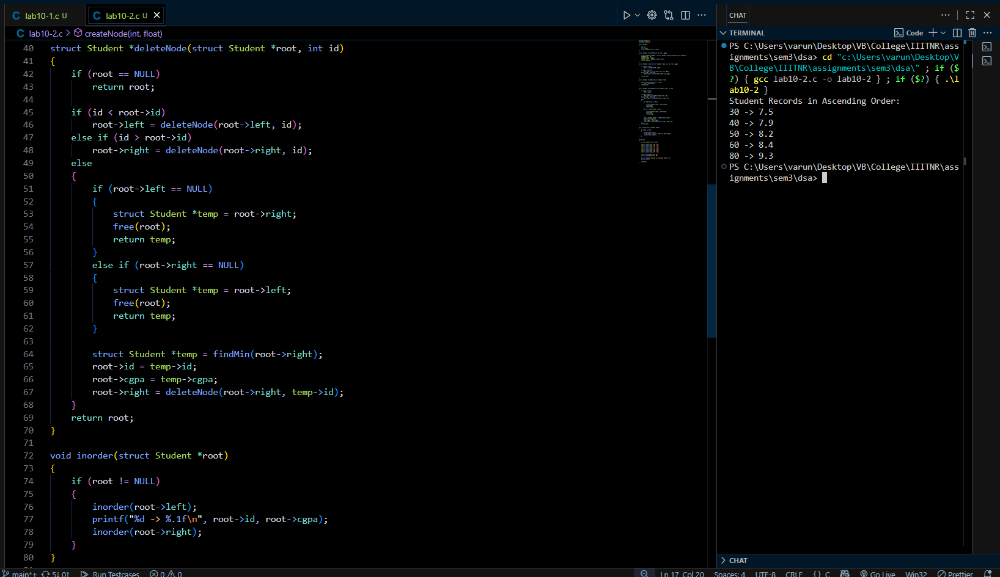 lab10-1.c U
lab10-2.c U
lab10-2.c > createNode(int, float)
40 struct Student *deleteNode(struct Student *root, int id)
41 {
42     if (root == NULL)
43         return root;
44
45     if (id < root->id)
46         root->left = deleteNode(root->left, id);
47     else if (id > root->id)
48         root->right = deleteNode(root->right, id);
49     else
50     {
51         if (root->left == NULL)
52         {
53             struct Student *temp = root->right;
54             free(root);
55             return temp;
56         }
57         else if (root->right == NULL)
58         {
59             struct Student *temp = root->left;
60             free(root);
61             return temp;
62         }
63
64         struct Student *temp = findMin(root->right);
65         root->id = temp->id;
66         root->cgpa = temp->cgpa;
67         root->right = deleteNode(root->right, temp->id);
68     }
69     return root;
70 }
71
72 void inorder(struct Student *root)
73 {
74     if (root != NULL)
75     {
76         inorder(root->left);
77         printf("%d -> %.1f\n", root->id, root->cgpa);
78         inorder(root->right);
79     }
80 }
CHAT
TERMINAL
Code
PS C:\Users\varun\Desktop\VB\College\IIITNR\ass
ignments\sem3\dsa> cd "c:\Users\varun\Desktop\V
B\College\IIITNR\assignments\sem3\dsa\" ; if ($
?) { gcc lab10-2.c -o lab10-2 } ; if ($?) { .\l
ab10-2 }
Student Records in Ascending Order:
30 -> 7.5
40 -> 7.9
50 -> 8.2
60 -> 8.4
80 -> 9.3
PS C:\Users\varun\Desktop\VB\College\IIITNR\ass
ignments\sem3\dsa>
CHAT
main*+ 5↓ 0↑ Run Testcases 0 0 Ln 17, Col 20 Spaces: 4 UTF-8 CRLF {} C Go Live Win32 Prettier